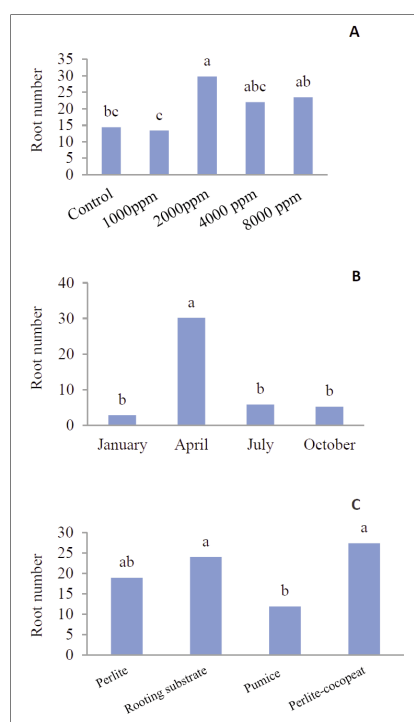 A
Root number
35
30
25
20
15
10
5
0
bc
c
a
abc
ab
Control
1000ppm
2000ppm
4000 ppm
8000 ppm
B
Root number
40
30
20
10
0
b
a
b
b
January
April
July
October
C
Root number
30
25
20
15
10
5
0
ab
a
b
a
Perlite
Rooting substrate
Pumice
Perlite-cocopeat